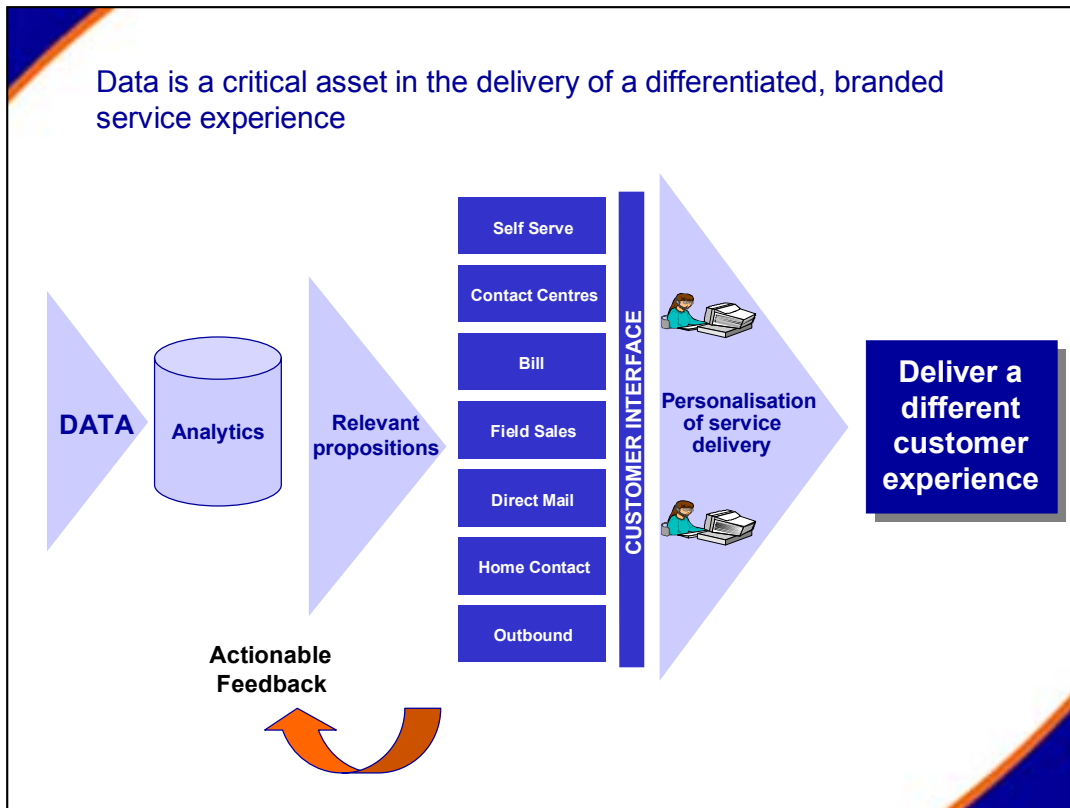 Data is a critical asset in the delivery of a differentiated, branded
service experience
DATA
Analytics
Relevant
propositions
Self Serve
Contact Centres
Bill
Field Sales
Direct Mail
Home Contact
Outbound
CUSTOMER INTERFACE
Personalisation
of service
delivery
Deliver a
different
customer
experience
Actionable
Feedback